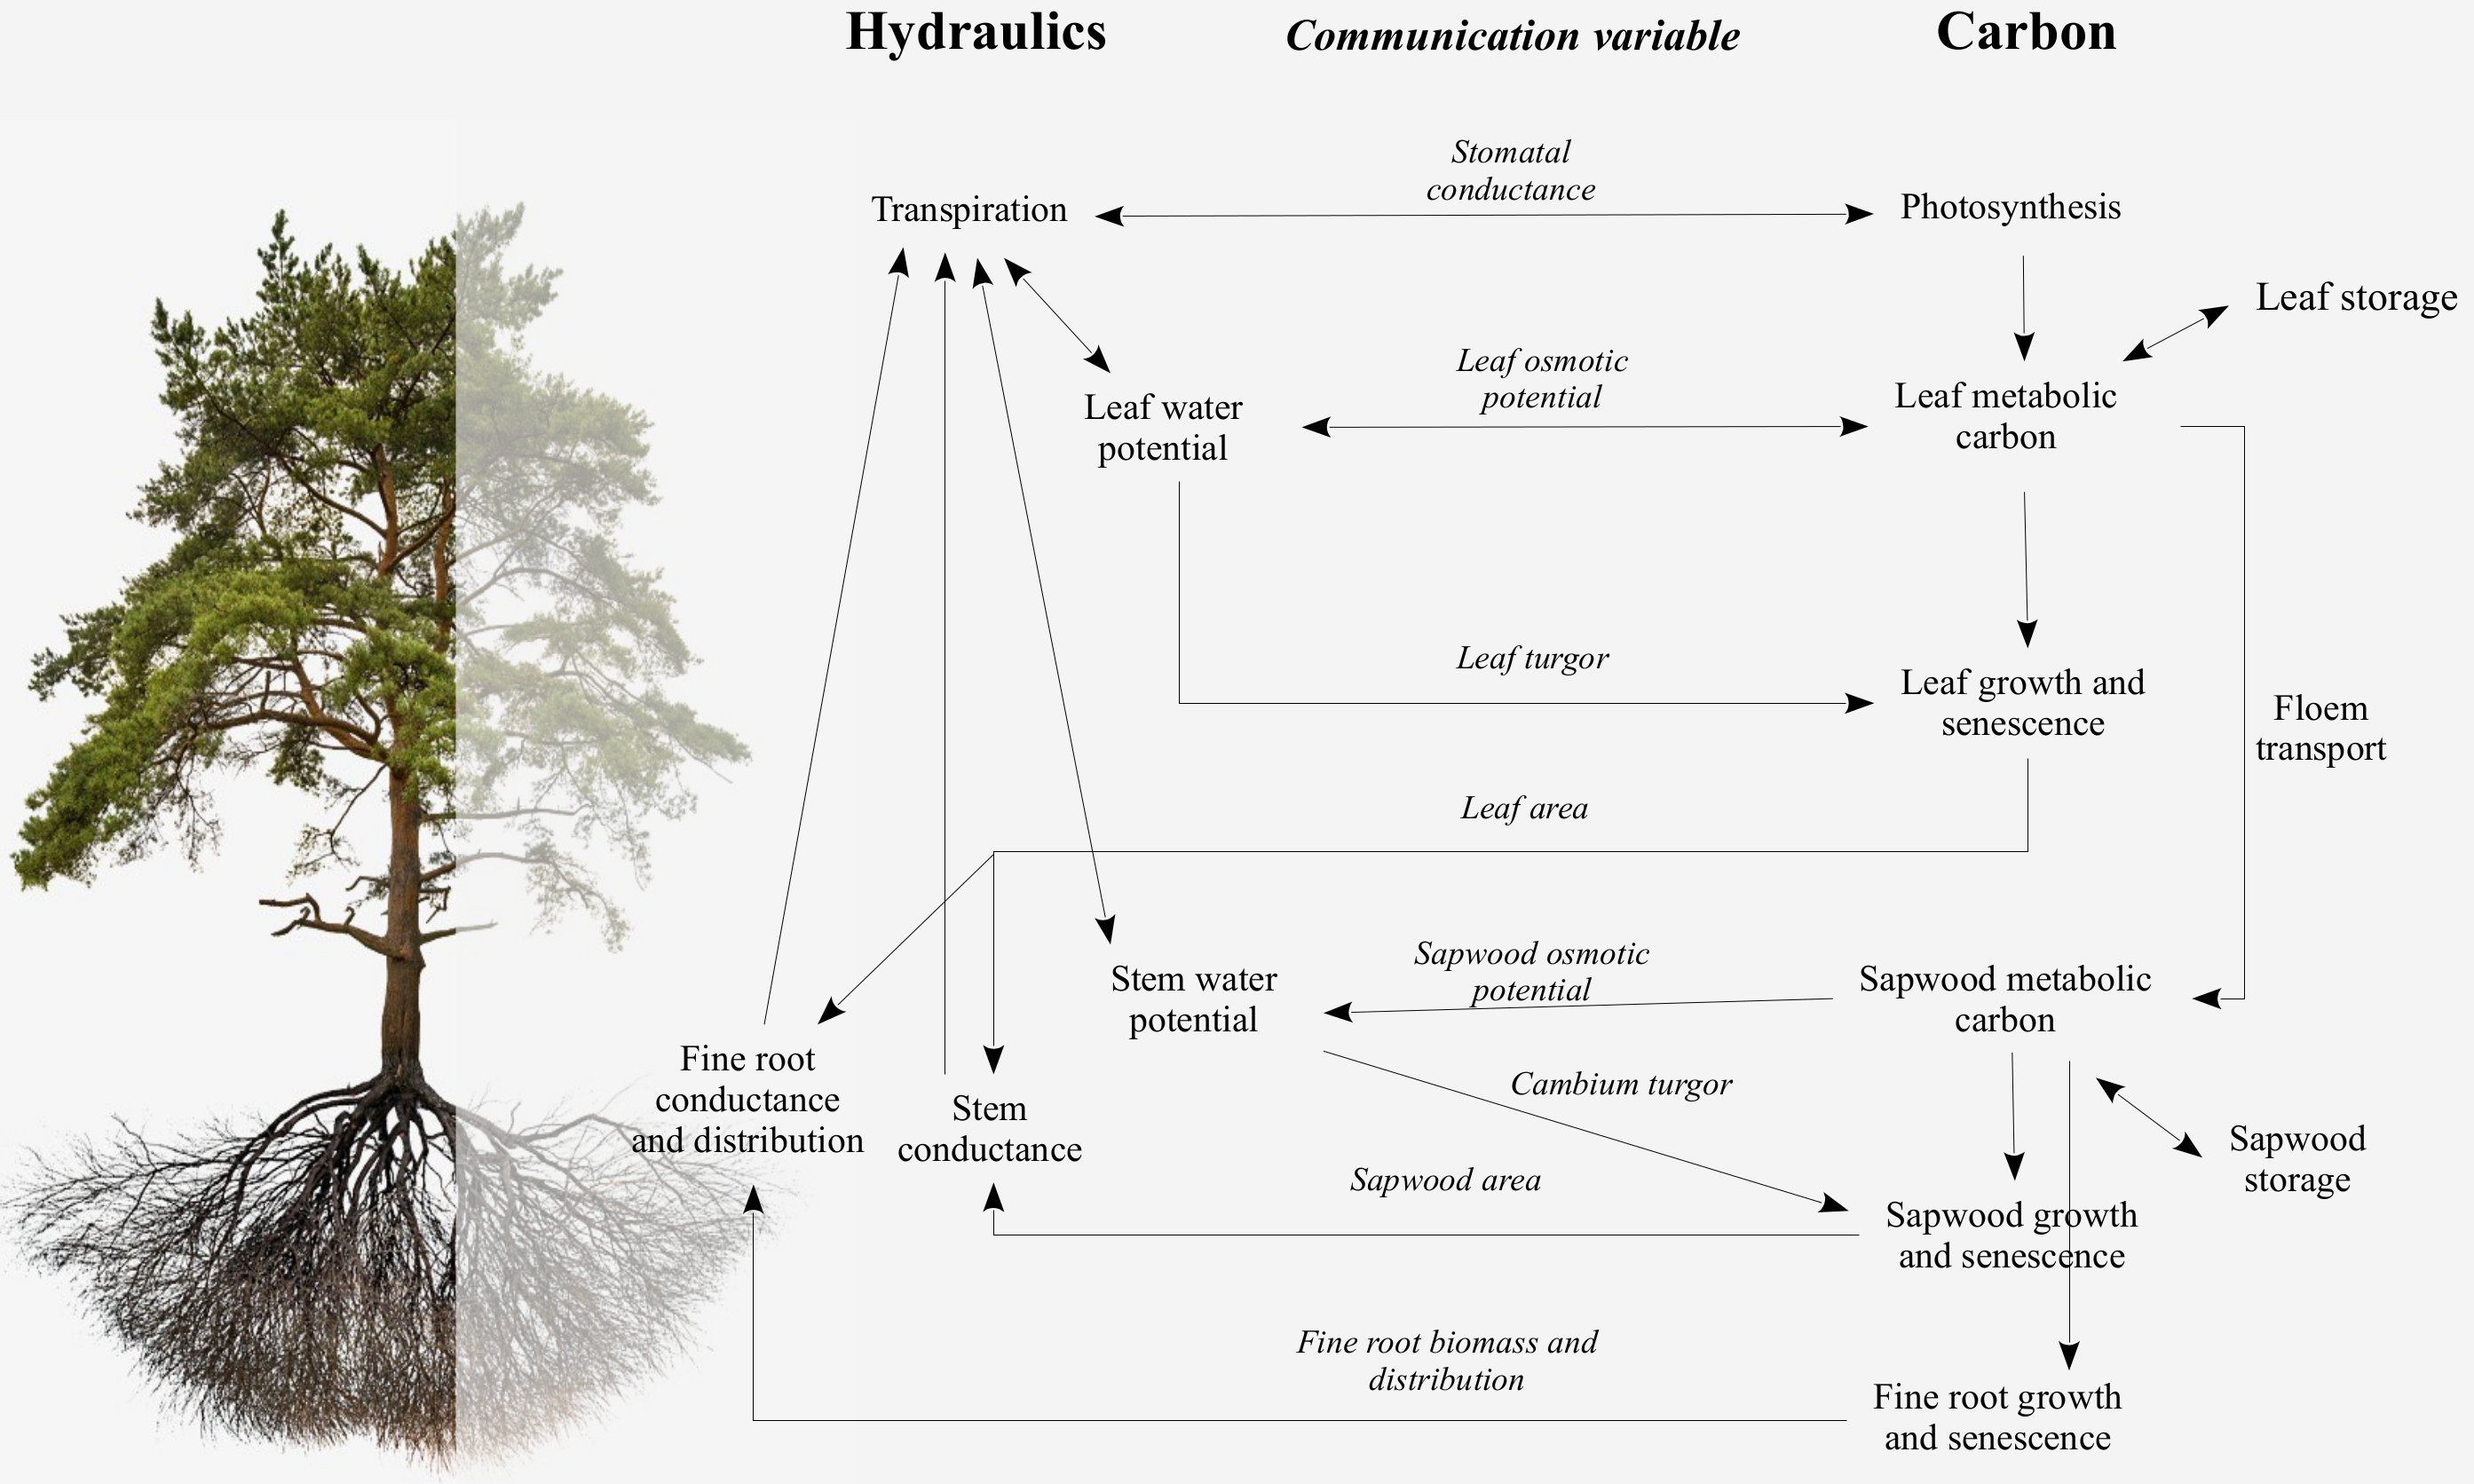 Hydraulics
Communication variable
Carbon
Stomatal
conductance
Transpiration
Photosynthesis
Leaf storage
Leaf osmotic
potential
Leaf water
potential
Leaf metabolic
carbon
Leaf turgor
Leaf growth and
senescence
Floem
transport
Leaf area
Sapwood osmotic
potential
Stem water
potential
Sapwood metabolic
carbon
Fine root
conductance
and distribution
Stem
conductance
Cambium turgor
Sapwood
storage
Sapwood area
Sapwood growth
and senescence
Fine root biomass and
distribution
Fine root growth
and senescence